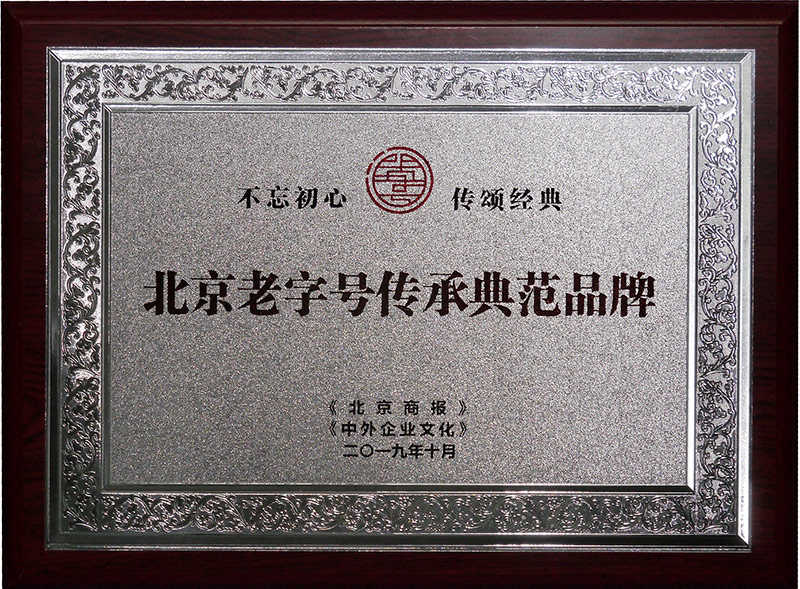 不忘初心 传颂经典
北京老字号传承典范品牌
《北京商报》
《中外企业文化》
二〇一九年十月